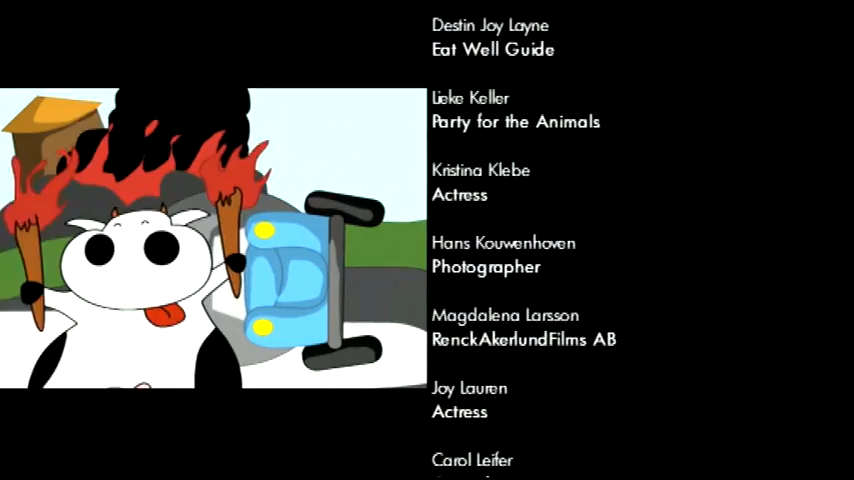 Destin Joy Layne
Eat Well Guide
Lieke Keller
Party for the Animals
Kristina Klebe
Actress
Hans Kouwenhoven
Photographer
Magdalena Larsson
RenckAkerlundFilms AB
Joy Lauren
Actress
Carol Leifer